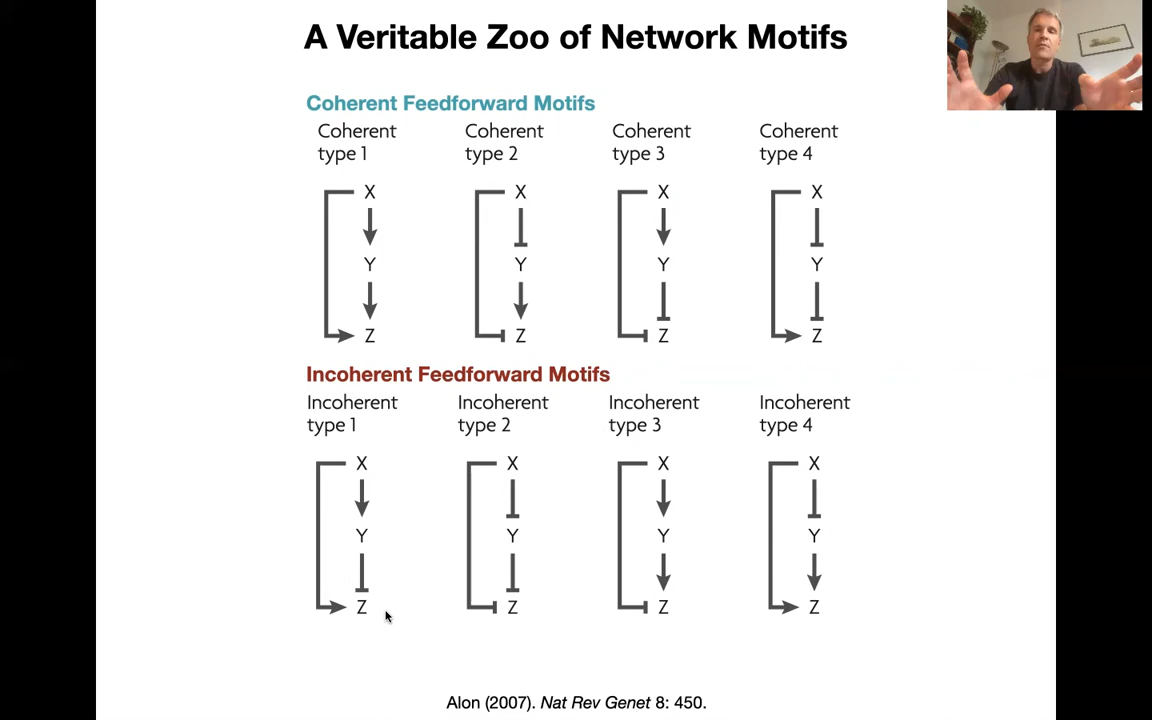 A Veritable Zoo of Network Motifs
Coherent Feedforward Motifs
Coherent type 1
Coherent type 2
Coherent type 3
Coherent type 4
X X X X
Y Y Y Y
Z Z Z Z
Incoherent Feedforward Motifs
Incoherent type 1
Incoherent type 2
Incoherent type 3
Incoherent type 4
X X X X
Y Y Y Y
Z Z Z Z
Alon (2007). Nat Rev Genet 8: 450.